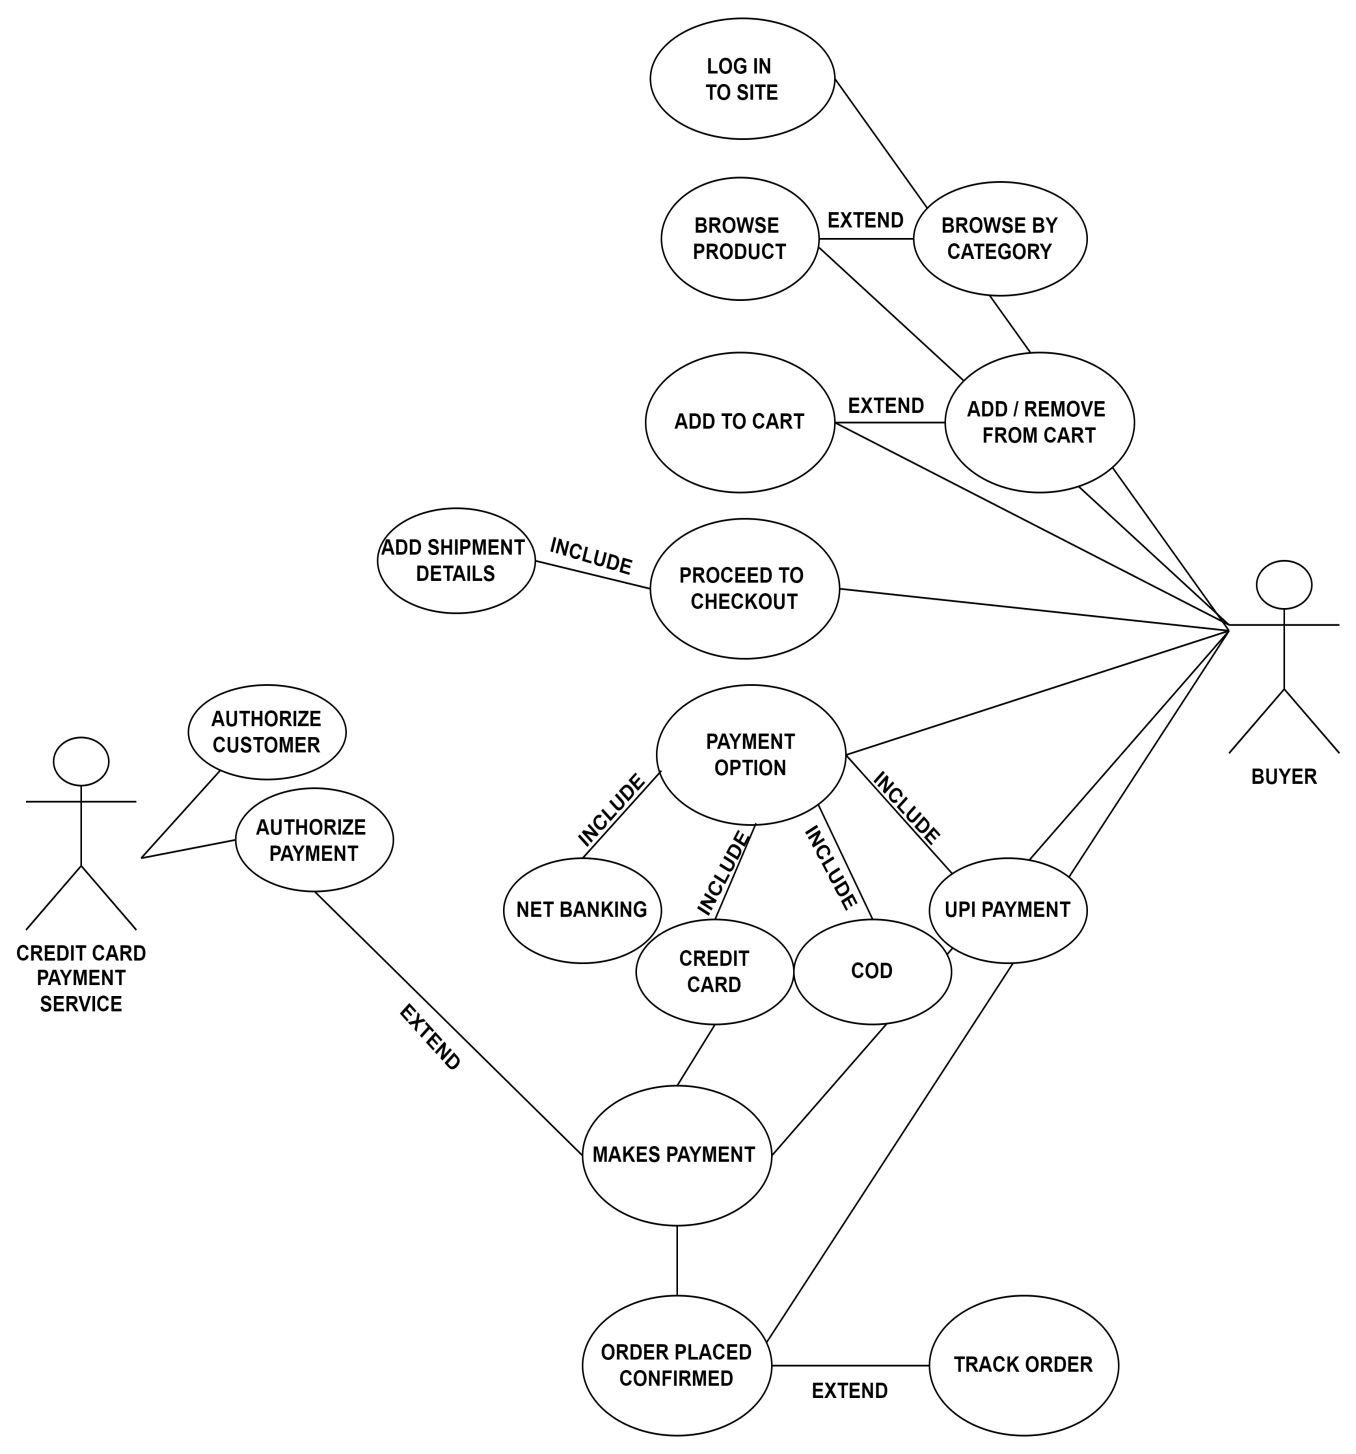 LOG IN
TO SITE
BROWSE
PRODUCT
EXTEND
BROWSE BY
CATEGORY
ADD TO CART
EXTEND
ADD / REMOVE
FROM CART
ADD SHIPMENT
DETAILS
INCLUDE
PROCEED TO
CHECKOUT
AUTHORIZE
CUSTOMER
PAYMENT
OPTION
BUYER
AUTHORIZE
PAYMENT
INCLUDE
INCLUDE
INCLUDE
INCLUDE
NET BANKING
UPI PAYMENT
CREDIT CARD
PAYMENT
SERVICE
CREDIT
CARD
COD
EXTEND
MAKES PAYMENT
ORDER PLACED
CONFIRMED
EXTEND
TRACK ORDER